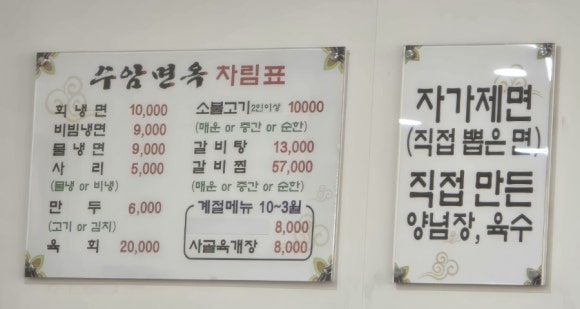 수암면옥 차림표
회냉면 10,000
비빔냉면 9,000
물냉면 9,000
사리 5,000
(물냉 or 비냉)
만두 6,000
(고기 or 김치)
육회 20,000
소불고기 2인이상 10000
(매운 or 중간 or 순한)
갈비탕 13,000
갈비찜 57,000
(매운 or 중간 or 순한)
계절메뉴 10~3월
8,000
사골육개장 8,000
자가제면
(직접 뽑은 면)
직접 만든
양념장, 육수